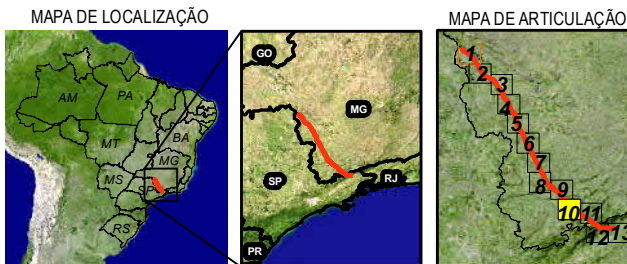 MAPA DE LOCALIZAÇÃO
AM
PA
MT
BA
MG
MS
SP
RS
GO
MG
SP
RJ
PR
MAPA DE ARTICULAÇÃO
1
2
3
4
5
6
7
8
9
10
11
12
13